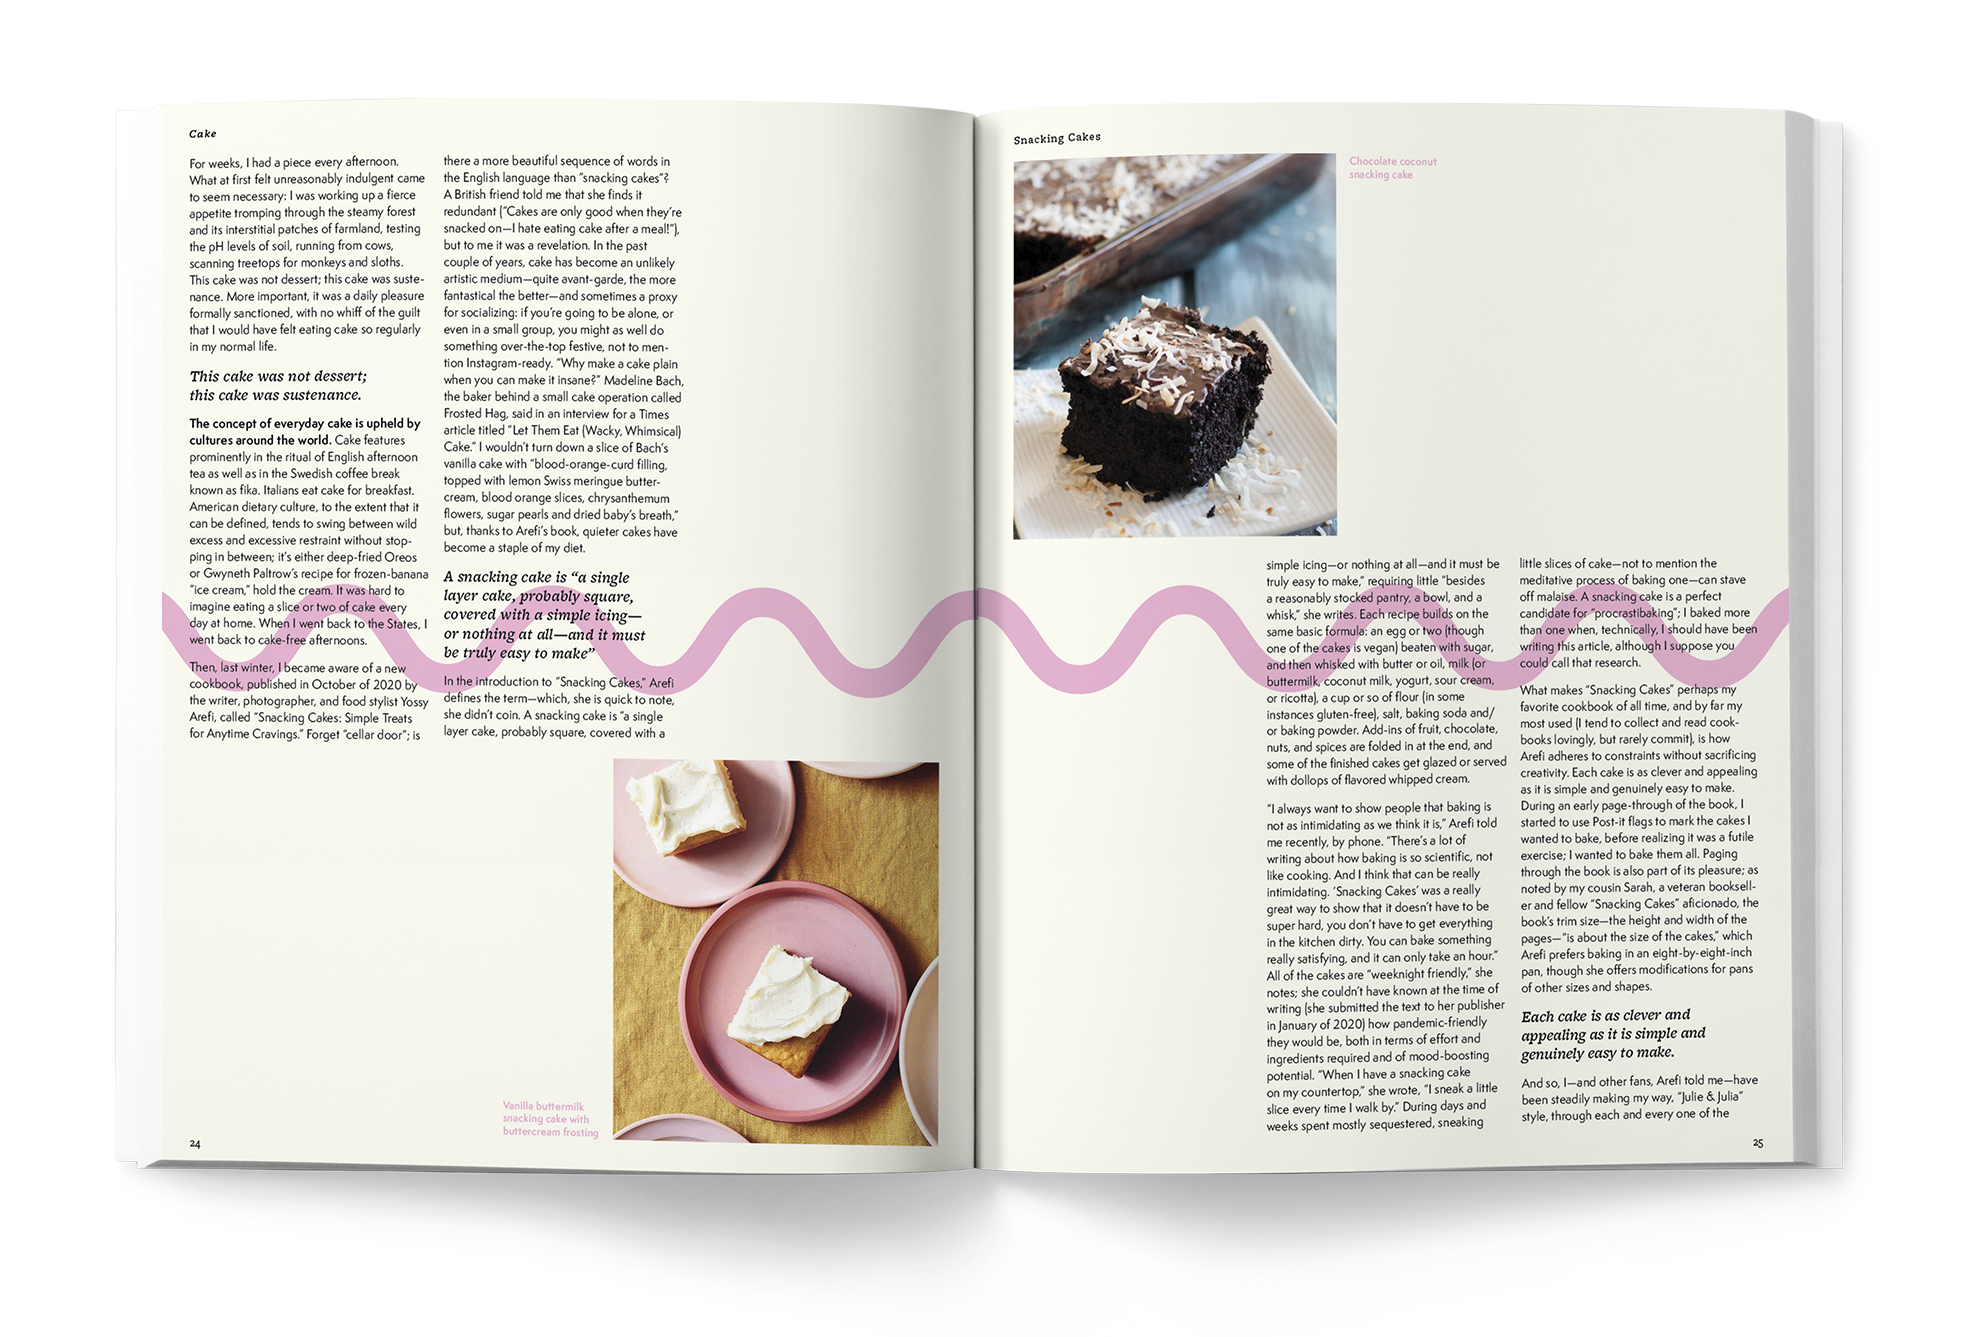 Cake
For weeks, I had a piece every afternoon.
What at first felt unreasonably indulgent came
to seem necessary: I was working up a fierce
appetite tromping through the steamy forest
and its interstitial patches of farmland, testing
the pH levels of soil, running from cows,
scanning treetops for monkeys and sloths.
This cake was not dessert; this cake was suste-
nance. More important, it was a daily pleasure
formally sanctioned, with no whiff of the guilt
that I would have felt eating cake so regularly
in my normal life.
This cake was not dessert;
this cake was sustenance.
The concept of everyday cake is upheld by
cultures around the world. Cake features
prominently in the ritual of English afternoon
tea as well as in the Swedish coffee break
known as fika. Italians eat cake for breakfast.
American dietary culture, to the extent that it
can be defined, tends to swing between wild
excess and excessive restraint without stop-
ping in between; it's either deep-fried Oreos
or Gwyneth Paltrow's recipe for frozen-banana
"ice cream," hold the cream. It was hard to
imagine eating a slice or two of cake every
day at home. When I went back to the States, I
went back to cake-free afternoons.
Then, last winter, I became aware of a new
cookbook, published in October of 2020 by
the writer, photographer, and food stylist Yossy
Arefi, called "Snacking Cakes: Simple Treats
for Anytime Cravings." Forget "cellar door"; is
there a more beautiful sequence of words in
the English language than "snacking cakes"?
A British friend told me that she finds it
redundant ("Cakes are only good when they're
snacked on—I hate eating cake after a meal!"),
but to me it was a revelation. In the past
couple of years, cake has become an unlikely
artistic medium—quite avant-garde, the more
fantastical the better—and sometimes a proxy
for socializing: if you're going to be alone, or
even in a small group, you might as well do
something over-the-top festive, not to men-
tion Instagram-ready. "Why make a cake plain
when you can make it insane?" Madeline Bach,
the baker behind a small cake operation called
Frosted Hag, said in an interview for a Times
article titled "Let Them Eat (Wacky, Whimsical)
Cake." I wouldn't turn down a slice of Bach's
vanilla cake with "blood-orange-curd filling,
topped with lemon Swiss meringue butter-
cream, blood orange slices, chrysanthemum
flowers, sugar pearls and dried baby's breath,"
but, thanks to Arefi's book, quieter cakes have
become a staple of my diet.
A snacking cake is "a single
layer cake, probably square,
covered with a simple icing—
or nothing at all—and it must
be truly easy to make"
In the introduction to "Snacking Cakes," Arefi
defines the term—which, she is quick to note,
she didn't coin. A snacking cake is "a single
layer cake, probably square, covered with a
Vanilla buttermilk
snacking cake with
buttercream frosting
24
Snacking Cakes
Chocolate coconut
snacking cake
simple icing—or nothing at all—and it must be
truly easy to make," requiring little "besides
a reasonably stocked pantry, a bowl, and a
whisk," she writes. Each recipe builds on the
same basic formula: an egg or two (though
one of the cakes is vegan) beaten with sugar,
and then whisked with butter or oil, milk (or
buttermilk, coconut milk, yogurt, sour cream,
or ricotta), a cup or so of flour (in some
instances gluten-free), salt, baking soda and/
or baking powder. Add-ins of fruit, chocolate,
nuts, and spices are folded in at the end, and
some of the finished cakes get glazed or served
with dollops of flavored whipped cream.
"I always want to show people that baking is
not as intimidating as we think it is," Arefi told
me recently, by phone. "There's a lot of
writing about how baking is so scientific, not
like cooking. And I think that can be really
intimidating. 'Snacking Cakes' was a really
great way to show that it doesn't have to be
super hard, you don't have to get everything
in the kitchen dirty. You can bake something
really satisfying, and it can only take an hour."
All of the cakes are "weeknight friendly," she
notes; she couldn't have known at the time of
writing (she submitted the text to her publisher
in January of 2020) how pandemic-friendly
they would be, both in terms of effort and
ingredients required and of mood-boosting
potential. "When I have a snacking cake
on my countertop," she wrote, "I sneak a little
slice every time I walk by." During days and
weeks spent mostly sequestered, sneaking
little slices of cake—not to mention the
meditative process of baking one—can stave
off malaise. A snacking cake is a perfect
candidate for "procrastibaking"; I baked more
than one when, technically, I should have been
writing this article, although I suppose you
could call that research.
What makes "Snacking Cakes" perhaps my
favorite cookbook of all time, and by far my
most used (I tend to collect and read cook-
books lovingly, but rarely commit), is how
Arefi adheres to constraints without sacrificing
creativity. Each cake is as clever and appealing
as it is simple and genuinely easy to make.
During an early page-through of the book, I
started to use Post-it flags to mark the cakes I
wanted to bake, before realizing it was a futile
exercise; I wanted to bake them all. Paging
through the book is also part of its pleasure; as
noted by my cousin Sarah, a veteran booksell-
er and fellow "Snacking Cakes" aficionado, the
book's trim size—the height and width of the
pages—"is about the size of the cakes," which
Arefi prefers baking in an eight-by-eight-inch
pan, though she offers modifications for pans
of other sizes and shapes.
Each cake is as clever and
appealing as it is simple and
genuinely easy to make.
And so, I—and other fans, Arefi told me—have
been steadily making my way, "Julie & Julia"
style, through each and every one of the
25